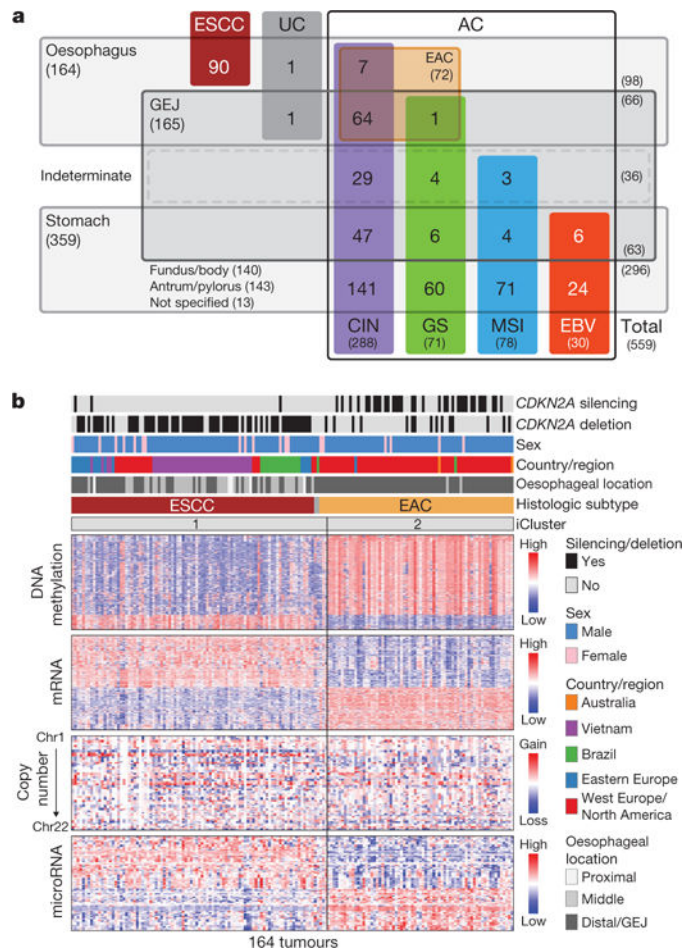 a
ESCC
UC
AC
Oesophagus
(164)
90
1
7
EAC
(72)
(98)
(66)
GEJ
(165)
1
64
1
Indeterminate
29
4
3
(36)
Stomach
(359)
47
6
4
6
(63)
(296)
Fundus/body (140)
Antrum/pylorus (143)
Not specified (13)
141
60
71
24
CIN
(288)
GS
(71)
MSI
(78)
EBV
(30)
Total
(559)
b
CDKN2A silencing
CDKN2A deletion
Sex
Country/region
Oesophageal location
ESCC
EAC
Histologic subtype
1
2
iCluster
DNA
methylation
High
Low
mRNA
High
Low
Chr1
Copy
number
Chr22
Gain
Loss
microRNA
High
Low
164 tumours
Silencing/deletion
Yes
No
Sex
Male
Female
Country/region
Australia
Vietnam
Brazil
Eastern Europe
West Europe/
North America
Oesophageal
location
Proximal
Middle
Distal/GEJ